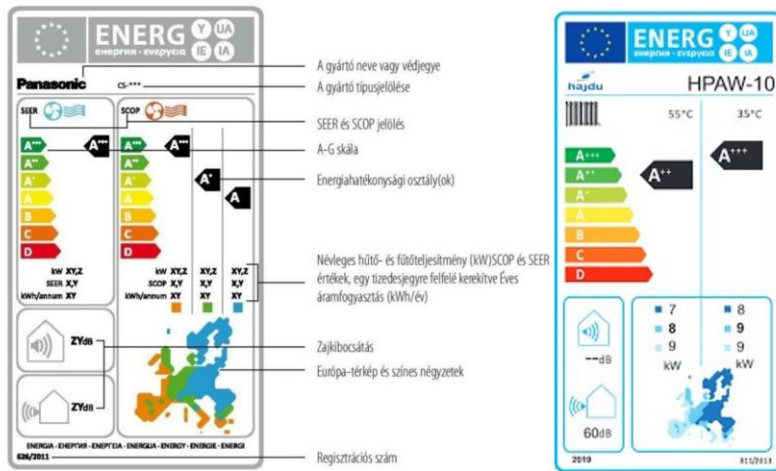 ENERG Y UA
енергия · ενεργεια IE IA
Panasonic CS-***
SEER SCOP
A+++ A+++ A+++ A+++
A++
A++
A+ A+ A+
A A A
B B
C C
D D
kW XY,Z kW XY,Z XY,Z XY,Z
SEER X,Y SCOP X,Y X,Y X,Y
kWh/annum XY kWh/annum XY XY XY
ZYdB
ZYdB
ENERGIA · ЕНЕРГИЯ · ΕΝΕΡΓΕΙΑ · ENERGIJA · ENERGY · ENERGIE · ENERGI
626/2011
A gyártó neve vagy védjegye
A gyártó típusjelölése
SEER és SCOP jelölés
A-G skála
Energiahatékonysági osztály(ok)
Névleges hűtő- és fűtőteljesítmény (kW)SCOP és SEER
értékek, egy tizedesjegyre felfelé kerekítve Éves
áramfogyasztás (kWh/év)
Zajkibocsátás
Európa-térkép és színes négyzetek
Regisztrációs szám
ENERG Y UA
енергия · ενεργεια IE IA
hajdu HPAW-10
55°C 35°C
A+++ A+++
A++ A++
A+
A
B
C
D
7 8
8 9
9 9
kW kW
--dB
60dB
2019 811/2013